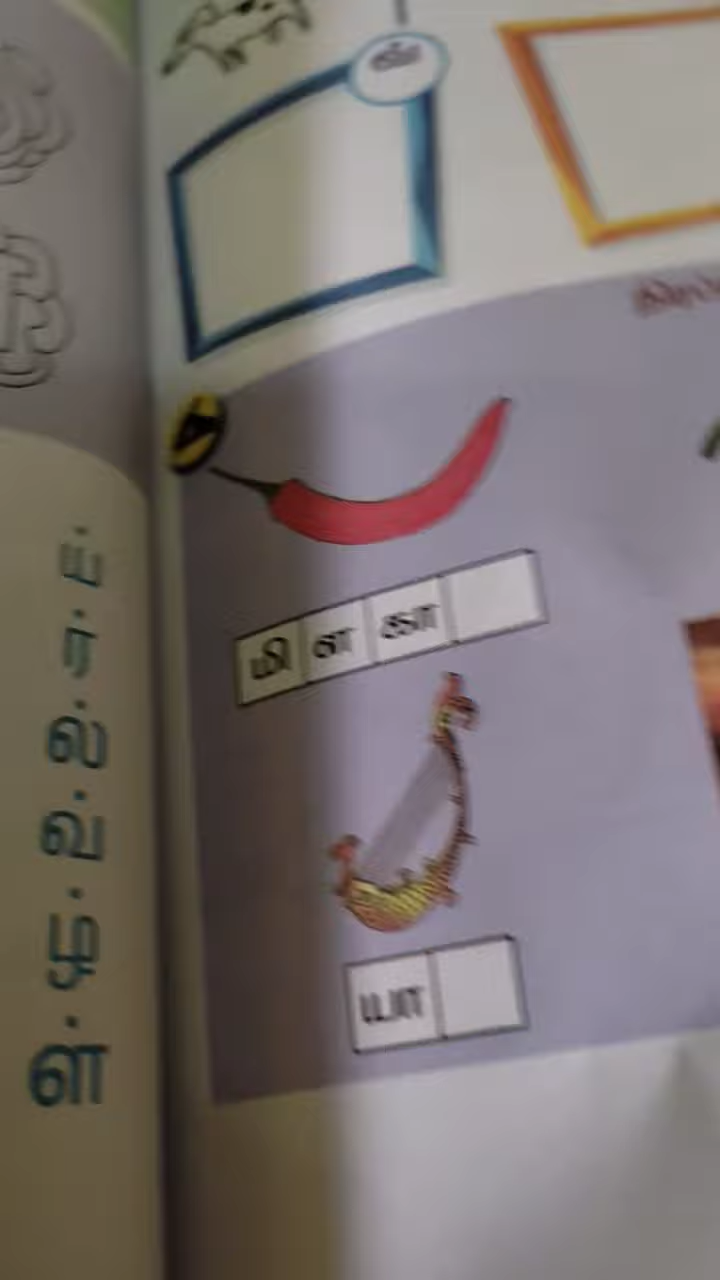 ய்
ர்
ல்
வ்
ழ்
ள்
மி ள கா
யா